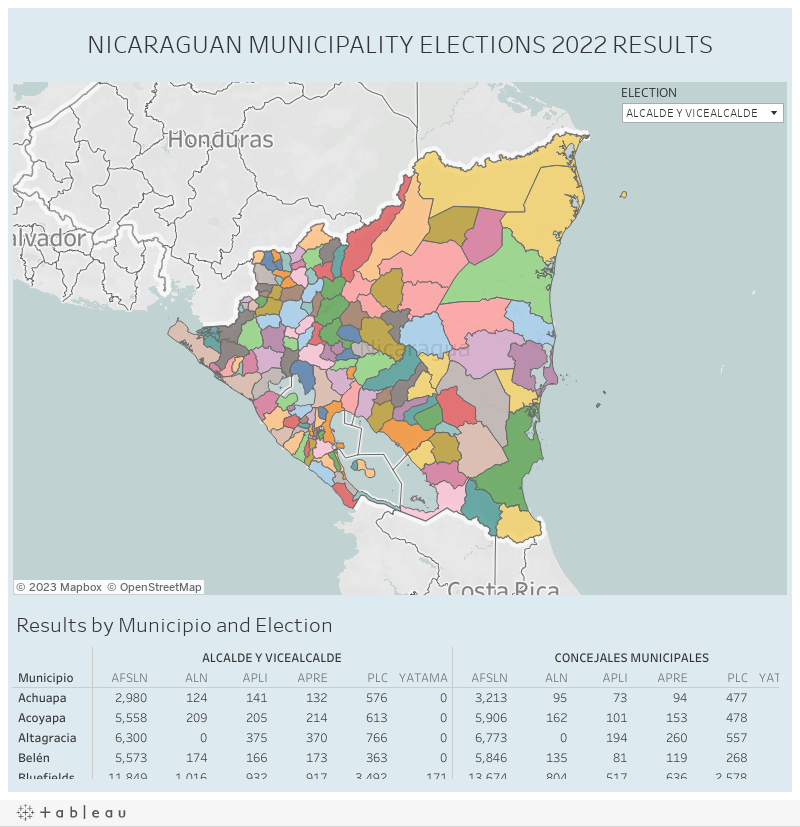 NICARAGUAN MUNICIPALITY ELECTIONS 2022 RESULTS
ELECTION
ALCALDE Y VICEALCALDE
Honduras
alvador
Nicaragua
Costa Rica
© 2023 Mapbox © OpenStreetMap
Results by Municipio and Election
ALCALDE Y VICEALCALDE CONCEJALES MUNICIPALES
Municipio AFSLN ALN APLI APRE PLC YATAMA AFSLN ALN APLI APRE PLC YAT
Achuapa 2,980 124 141 132 576 0 3,213 95 73 94 477
Acoyapa 5,558 209 205 214 613 0 5,906 162 101 153 478
Altagracia 6,300 0 375 370 766 0 6,773 0 194 260 557
Belén 5,573 174 166 173 363 0 5,846 135 81 119 268
Bluefields 11,849 1,016 932 917 3,492 171 13,674 804 517 636 2,578
+ableau